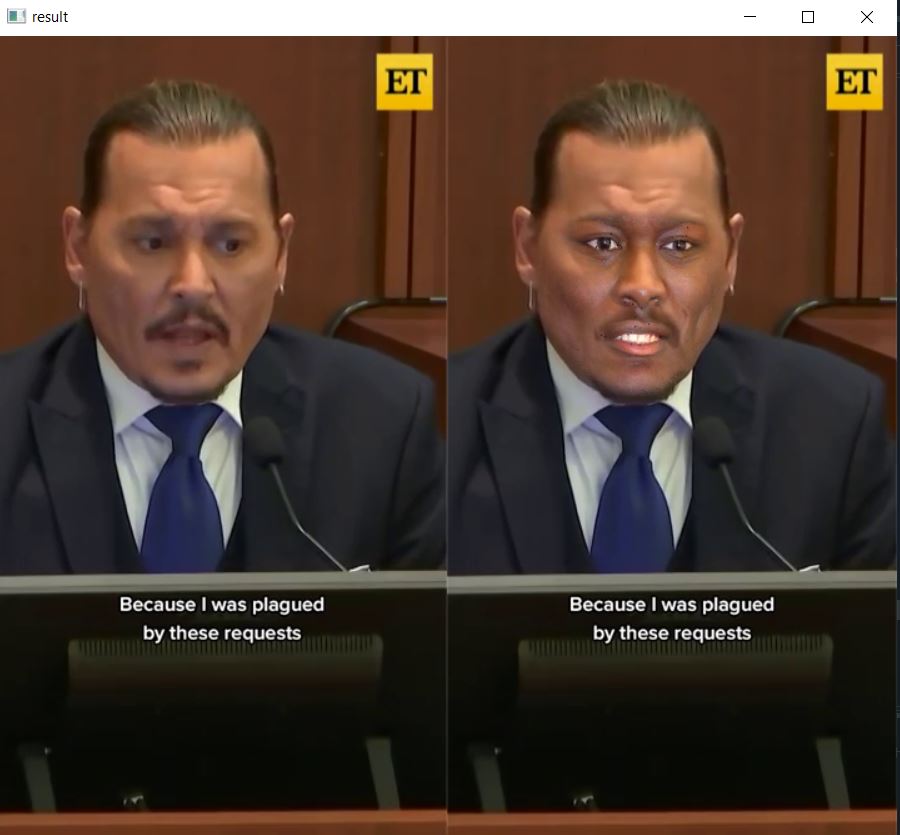 result
ET
ET
Because I was plagued
by these requests
Because I was plagued
by these requests